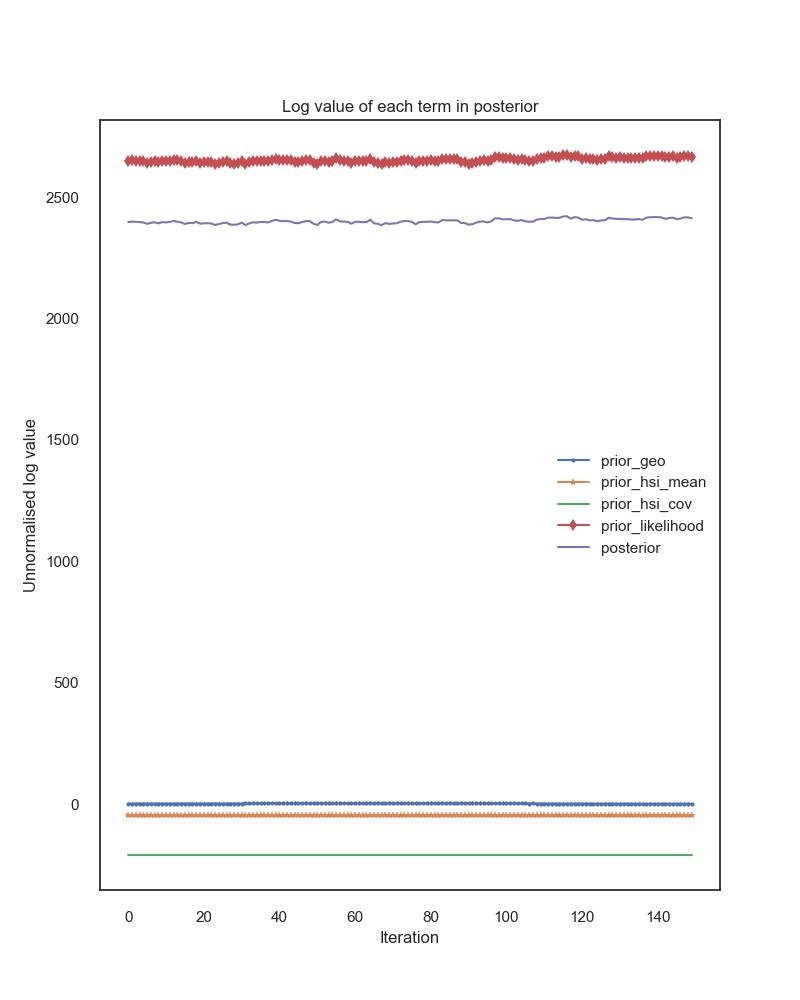 Log value of each term in posterior
Unnormalised log value
2500
2000
1500
1000
500
0
prior_geo
prior_hsi_mean
prior_hsi_cov
prior_likelihood
posterior
0 20 40 60 80 100 120 140
Iteration